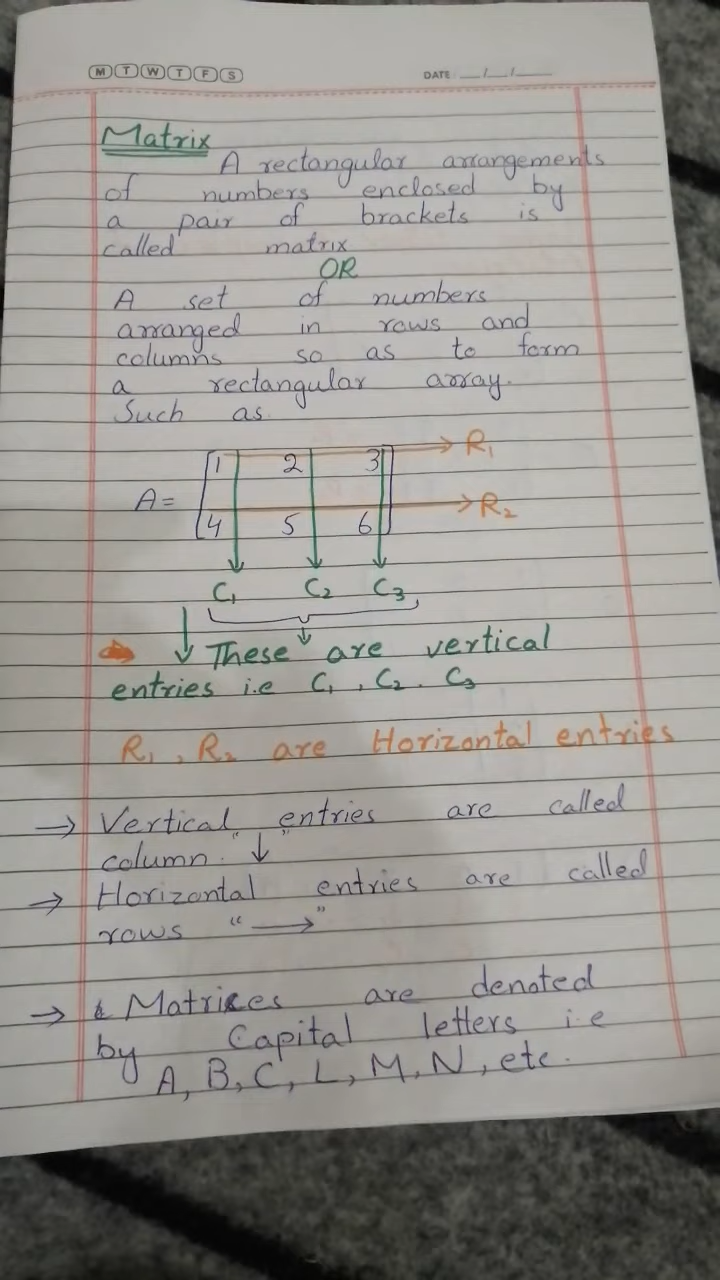 M T W T F S
DATE __/__/____
Matrix
A rectangular arrangements
of numbers enclosed by
a pair of brackets is
called matrix
OR
A set of numbers
arranged in rows and
columns so as to form
a rectangular array.
Such as
1 2 3 → R₁
A =
4 5 6 → R₂
C₁ C₂ C₃
These are vertical
entries i.e C₁ , C₂ . C₃
R₁ , R₂ are Horizontal entries
→ Vertical entries are called
column. "↓"
→ Horizontal entries are called
rows "→"
→ Matrices are denoted
by Capital letters i.e
A, B, C, L, M, N, etc.